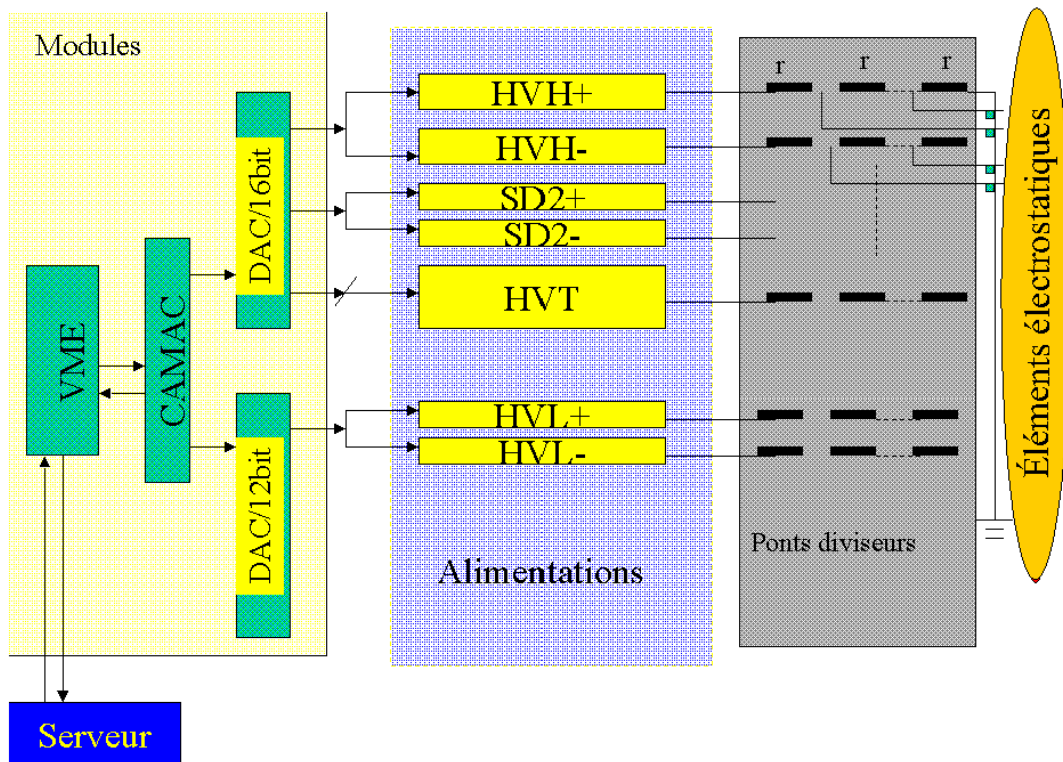 Modules
VME
CAMAC
DAC/16bit
DAC/12bit
Serveur
HVH+
HVH-
SD2+
SD2-
HVT
HVL+
HVL-
Alimentations
r r r
Ponts diviseurs
Éléments électrostatiques